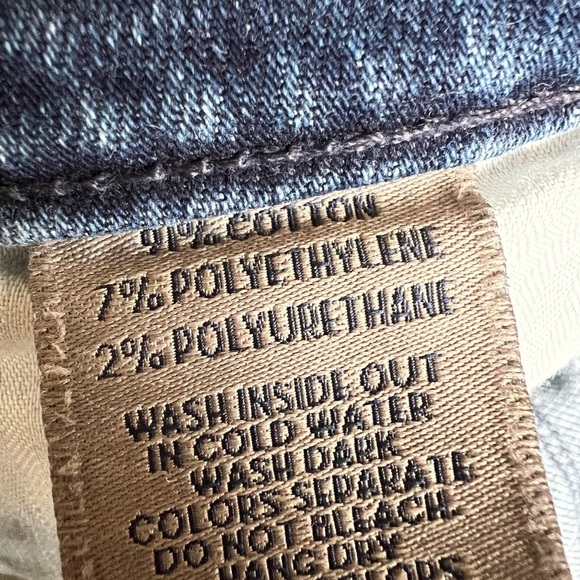 91% COTTON
7% POLYETHYLENE
2% POLYURETHANE
WASH INSIDE OUT
IN COLD WATER
WASH DARK
COLORS SEPARATE
DO NOT BLEACH.
HANG DRY